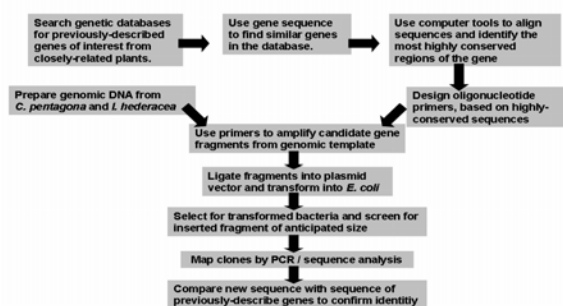 Search genetic databases
for previously-described
genes of interest from
closely-related plants.
Use gene sequence
to find similar genes
in the database.
Use computer tools to align
sequences and identify the
most highly conserved
regions of the gene
Prepare genomic DNA from
C. pentagona and I. hederacea
Design oligonucleotide
primers, based on highly-
conserved sequences
Use primers to amplify candidate gene
fragments from genomic template
Ligate fragments into plasmid
vector and transform into E. coli
Select for transformed bacteria and screen for
inserted fragment of anticipated size
Map clones by PCR / sequence analysis
Compare new sequence with sequence of
previously-describe genes to confirm identitiy